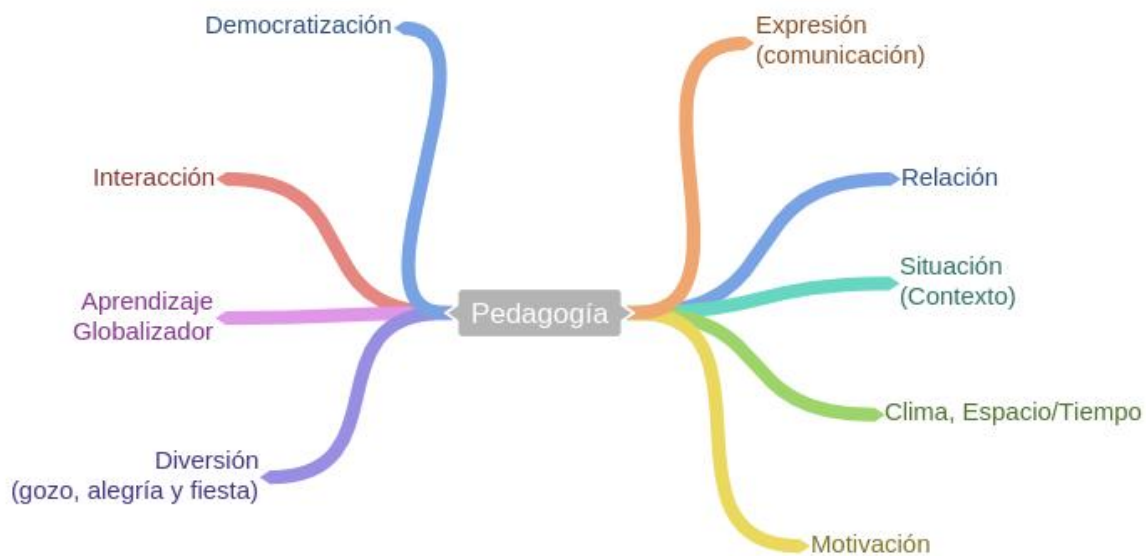 Democratización
Interacción
Aprendizaje
Globalizador
Diversión
(gozo, alegría y fiesta)
Pedagogía
Expresión
(comunicación)
Relación
Situación
(Contexto)
Clima, Espacio/Tiempo
Motivación